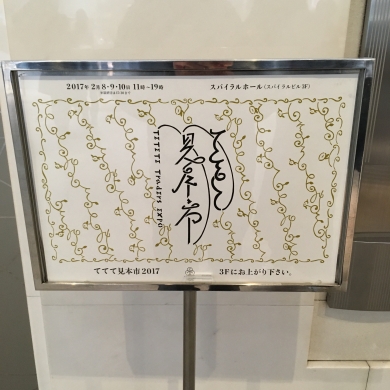 2017年 2月8・9・10日 11時→19時
スパイラルホール(スパイラルビル 3F)
ててて
見本市
TETETE Traders EXPO
ててて見本市2017
3Fにお上がり下さい。